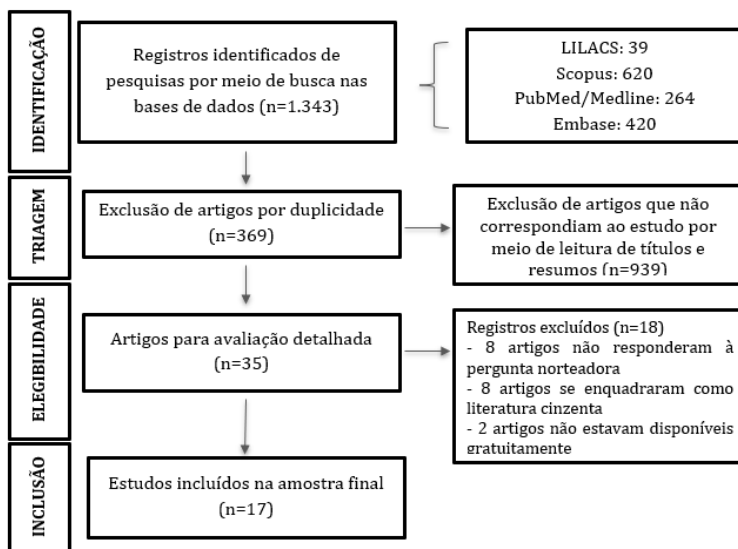 IDENTIFICAÇÃO
Registros identificados de
pesquisas por meio de busca nas
bases de dados (n=1.343)
LILACS: 39
Scopus: 620
PubMed/Medline: 264
Embase: 420
TRIAGEM
Exclusão de artigos por duplicidade
(n=369)
Exclusão de artigos que não
correspondiam ao estudo por
meio de leitura de títulos e
resumos (n=939)
ELEGIBILIDADE
Artigos para avaliação detalhada
(n=35)
Registros excluídos (n=18)
- 8 artigos não responderam à
pergunta norteadora
- 8 artigos se enquadraram como
literatura cinzenta
- 2 artigos não estavam disponíveis
gratuitamente
INCLUSÃO
Estudos incluídos na amostra final
(n=17)